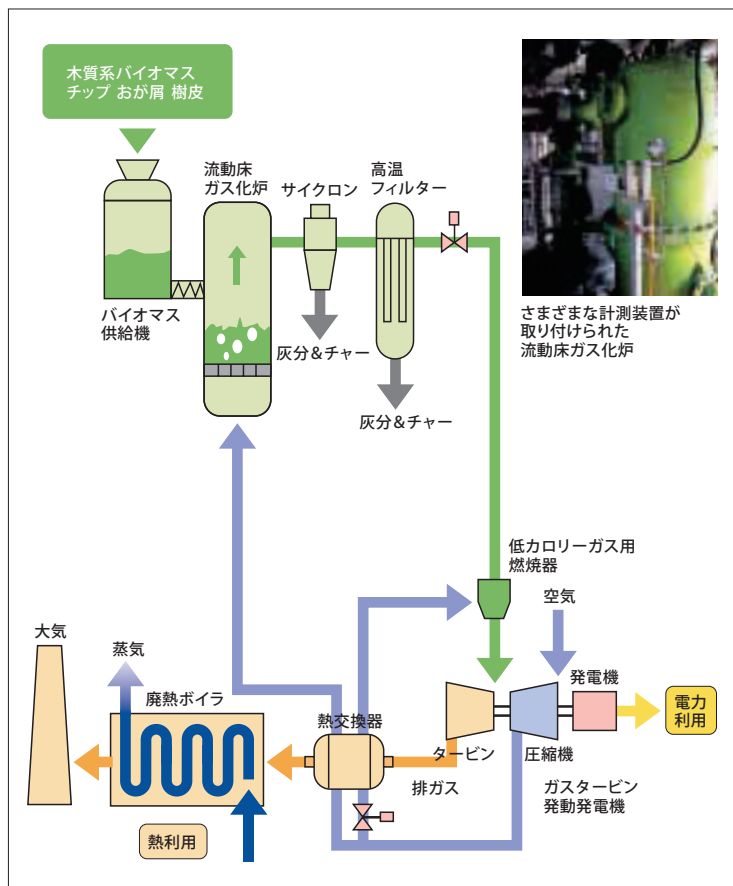 木質系バイオマス
チップ おが屑 樹皮
流動床
ガス化炉
サイクロン
高温
フィルター
バイオマス
供給機
灰分&チャー
灰分&チャー
さまざまな計測装置が
取り付けられた
流動床ガス化炉
低カロリーガス用
燃焼器
空気
大気
蒸気
廃熱ボイラ
熱交換器
発電機
電力
利用
タービン
圧縮機
排ガス
ガスタービン
発動発電機
熱利用